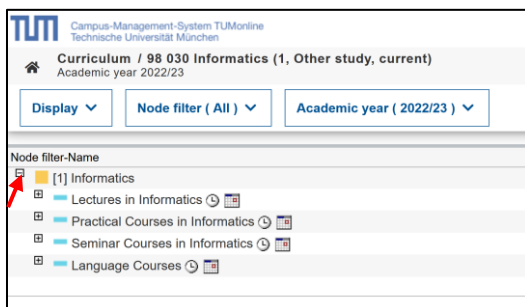 TUM
Campus-Management-System TUMonline
Technische Universität München
Curriculum / 98 030 Informatics (1, Other study, current)
Academic year 2022/23
Display
Node filter ( All )
Academic year ( 2022/23 )
Node filter-Name
[1] Informatics
Lectures in Informatics
Practical Courses in Informatics
Seminar Courses in Informatics
Language Courses